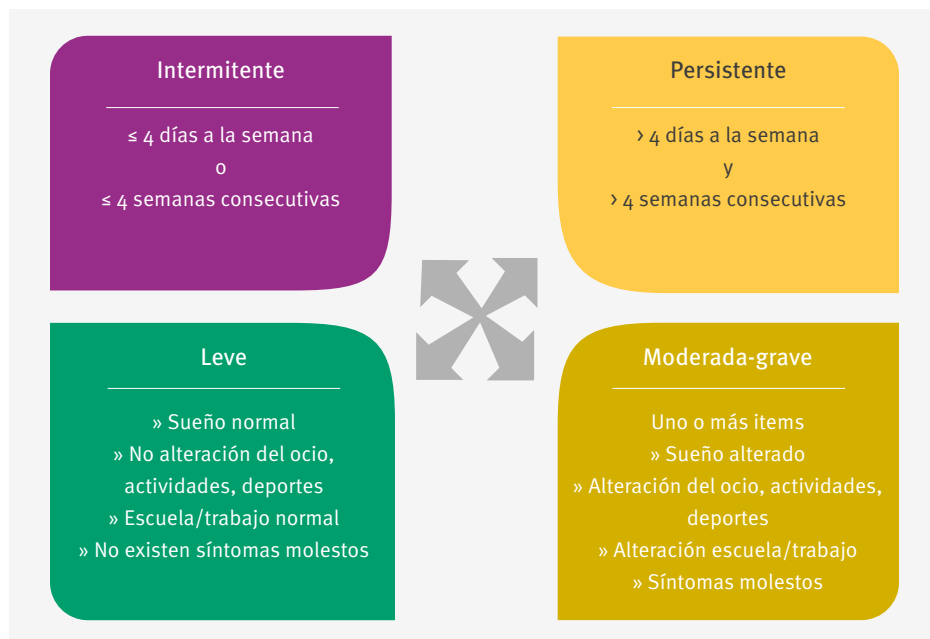 Intermitente
≤ 4 días a la semana
o
≤ 4 semanas consecutivas
Persistente
> 4 días a la semana
y
> 4 semanas consecutivas
Leve
» Sueño normal
» No alteración del ocio,
actividades, deportes
» Escuela/trabajo normal
» No existen síntomas molestos
Moderada-grave
Uno o más items
» Sueño alterado
» Alteración del ocio, actividades,
deportes
» Alteración escuela/trabajo
» Síntomas molestos